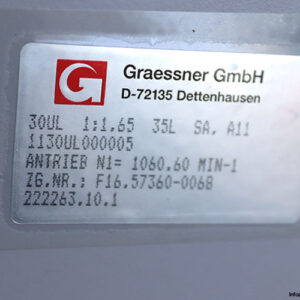 Graessner GmbH
D-72135 Dettenhausen
30UL 1:1,65 35L SA. A11
1130UL000005
ANTRIEB N1= 1060.60 MIN-1
ZG.NR.: F16.57360-0068
222263.10.1